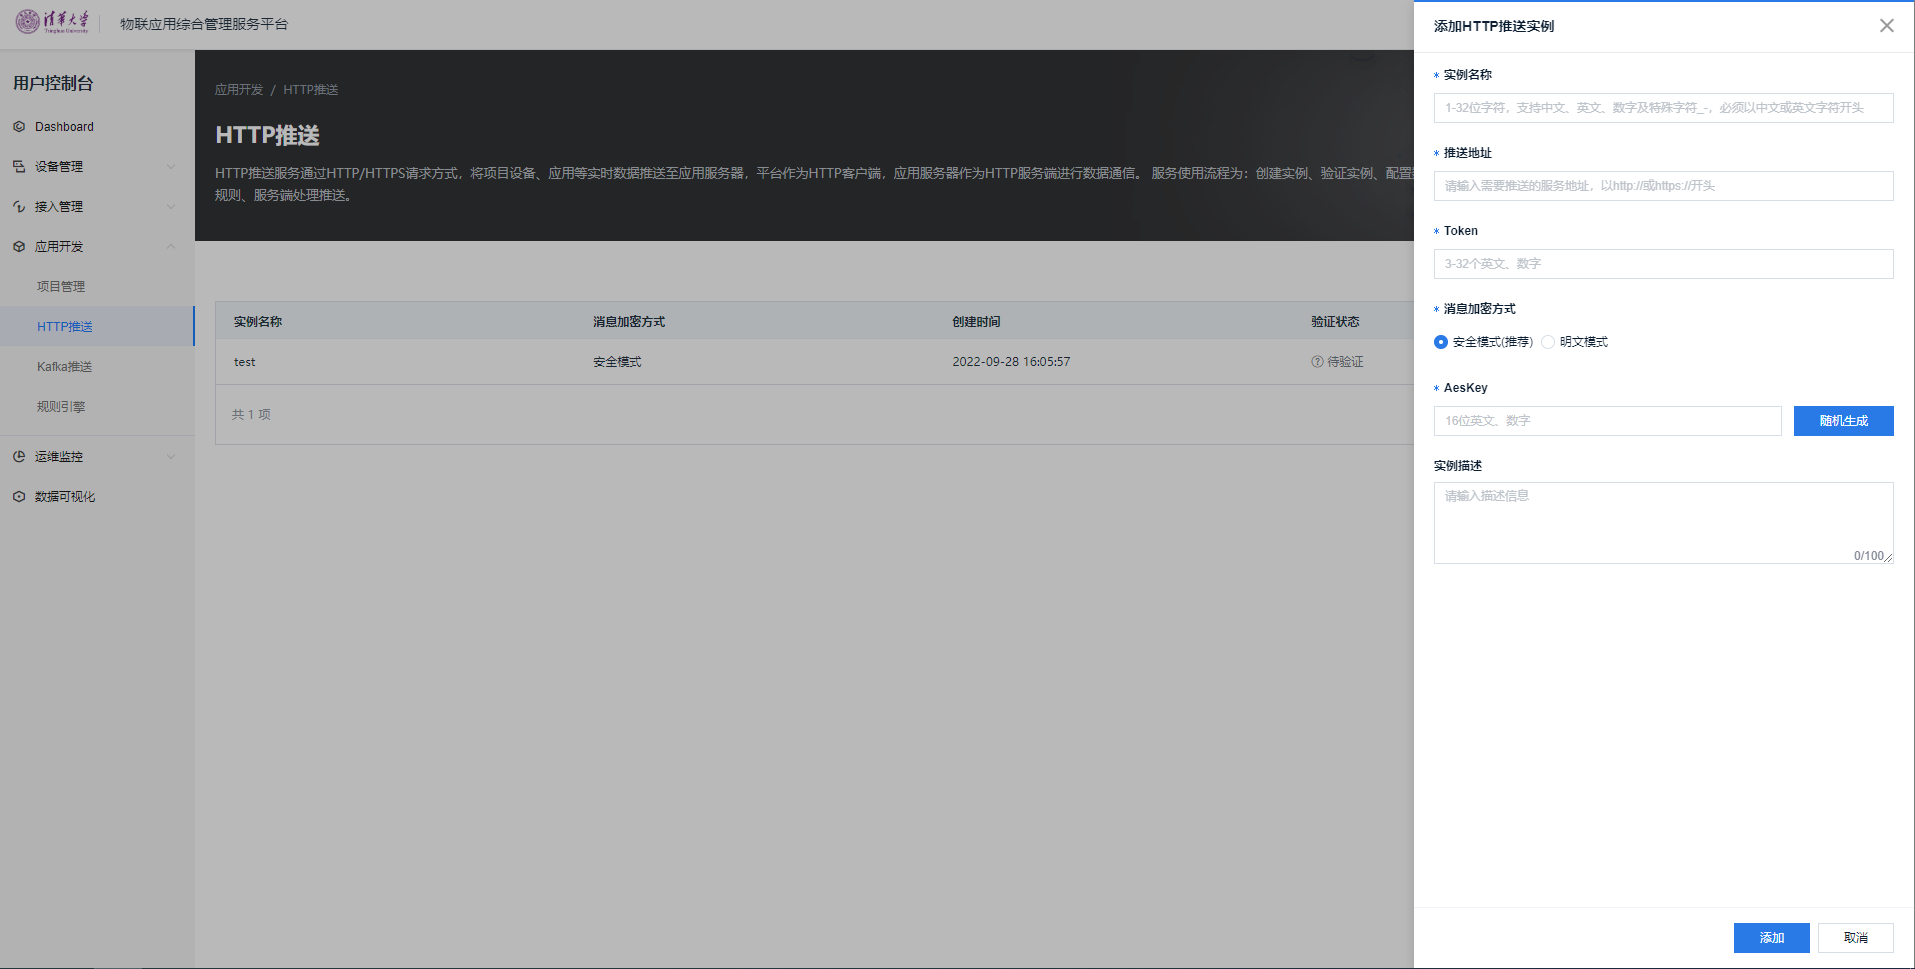 清华大学
Tsinghua University
物联应用综合管理服务平台
用户控制台
Dashboard
设备管理
接入管理
应用开发
项目管理
HTTP推送
Kafka推送
规则引擎
运维监控
数据可视化
应用开发 / HTTP推送
HTTP推送
HTTP推送服务通过HTTP/HTTPS请求方式，将项目设备、应用等实时数据推送至应用服务器，平台作为HTTP客户端，应用服务器作为HTTP服务端进行数据通信。 服务使用流程为：创建实例、验证实例、配置
规则、服务端处理推送。
实例名称 消息加密方式 创建时间 验证状态
test 安全模式 2022-09-28 16:05:57 待验证
共 1 项
添加HTTP推送实例
* 实例名称
1-32位字符，支持中文、英文、数字及特殊字符_-，必须以中文或英文字符开头
* 推送地址
请输入需要推送的服务地址，以http://或https://开头
* Token
3-32个英文、数字
* 消息加密方式
安全模式(推荐) 明文模式
* AesKey
16位英文、数字 随机生成
实例描述
请输入描述信息
0/100
添加 取消